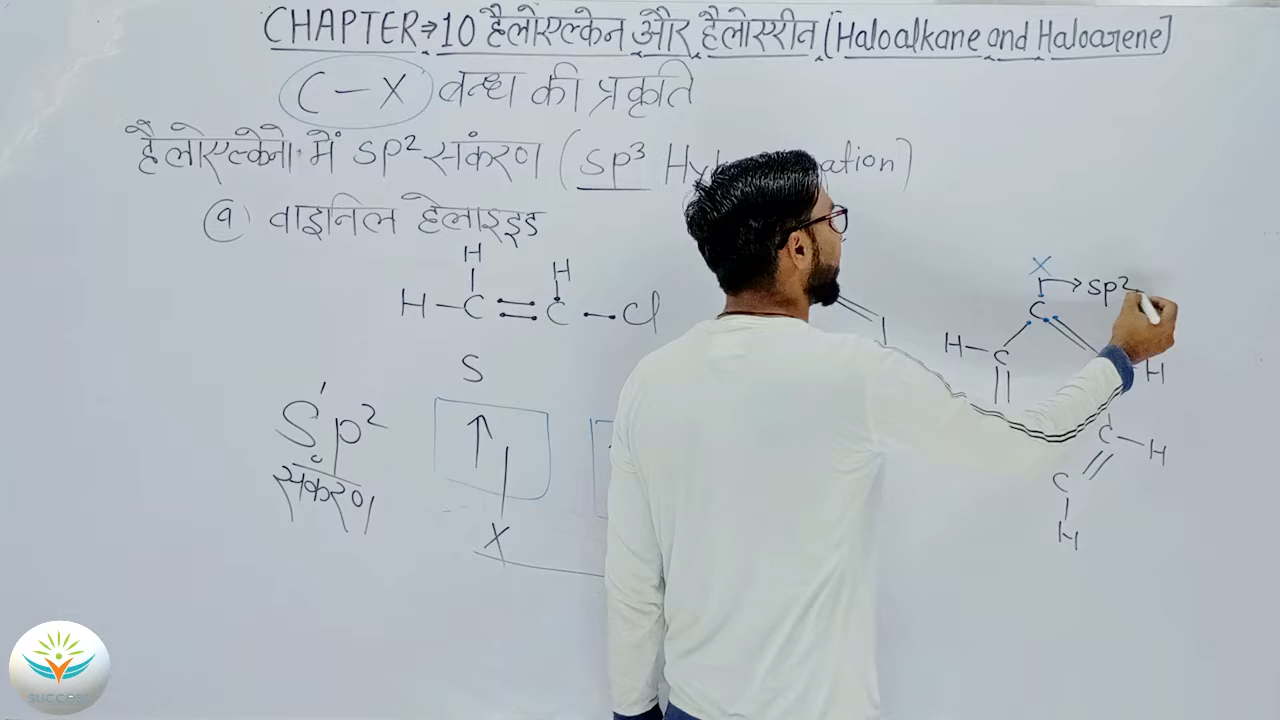 CHAPTER⇒10 हैलोएल्केन और हैलोएरीन (Haloalkane and Haloarene)
C – X बन्ध की प्रकृति
हैलोएल्केनो में sp² संकरण (sp³ ation)
(a) वाइनिल हेलाइड
H
H
H – C = C – Cl
S
Sp²
संकरण
X
X → sp²
C
H – C
H
C – H
C
H
SUCCESS